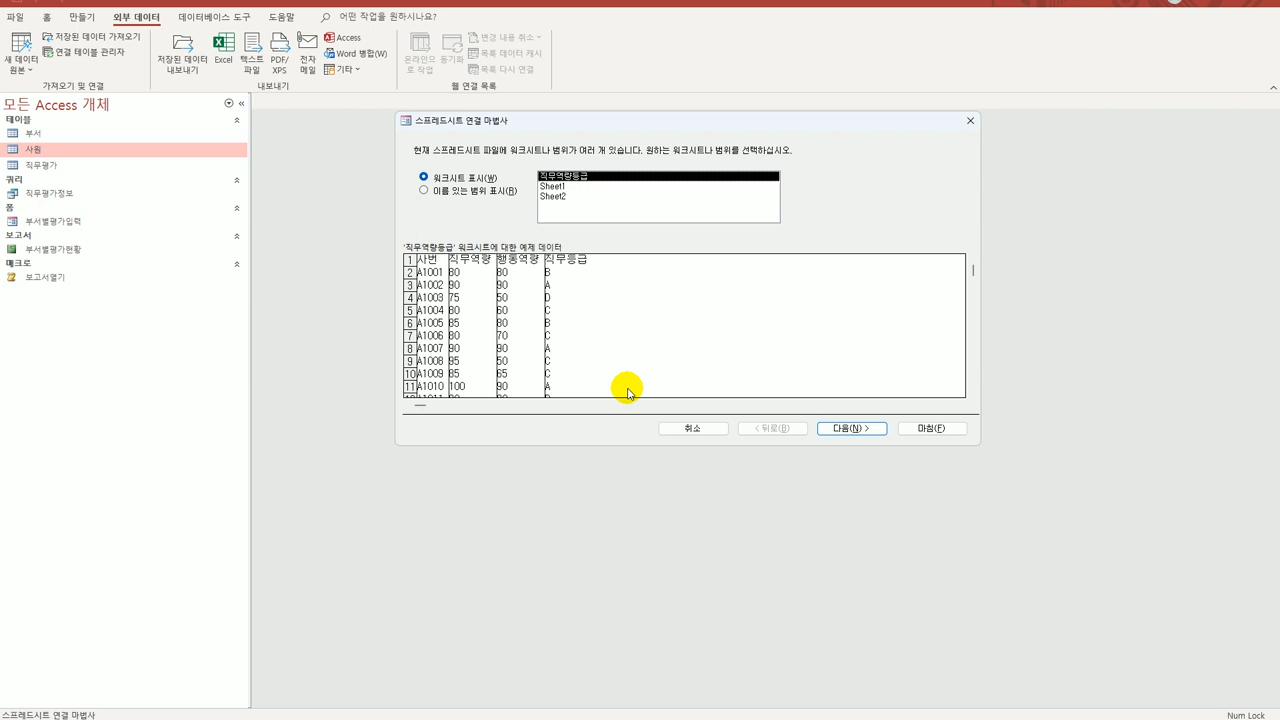 파일 홈 만들기 외부 데이터 데이터베이스 도구 도움말 어떤 작업을 원하시나요?
새 데이터 원본
저장된 데이터 가져오기
연결 테이블 관리자
가져오기 및 연결
저장된 데이터 내보내기
Excel
텍스트 파일
PDF/XPS
전자 메일
Access
Word 병합(W)
기타
내보내기
온라인으로 작업
동기화
변경 내용 취소
목록 데이터 캐시
목록 다시 연결
웹 연결 목록
모든 Access 개체
테이블
부서
사원
직무평가
쿼리
직무평가정보
폼
부서별평가입력
보고서
부서별평가현황
매크로
보고서열기
스프레드시트 연결 마법사
현재 스프레드시트 파일에 워크시트나 범위가 여러 개 있습니다. 원하는 워크시트나 범위를 선택하십시오.
워크시트 표시(W)
이름 있는 범위 표시(R)
직무역량등급
Sheet1
Sheet2
'직무역량등급' 워크시트에 대한 예제 데이터
1 사번 직무역량 행동역량 직무등급
2 A1001 80 80 B
3 A1002 90 90 A
4 A1003 75 50 D
5 A1004 80 60 C
6 A1005 85 80 B
7 A1006 80 70 C
8 A1007 90 90 A
9 A1008 95 50 C
10 A1009 85 65 C
11 A1010 100 90 A
취소 < 뒤로(B) 다음(N) > 마침(F)
스프레드시트 연결 마법사
Num Lock